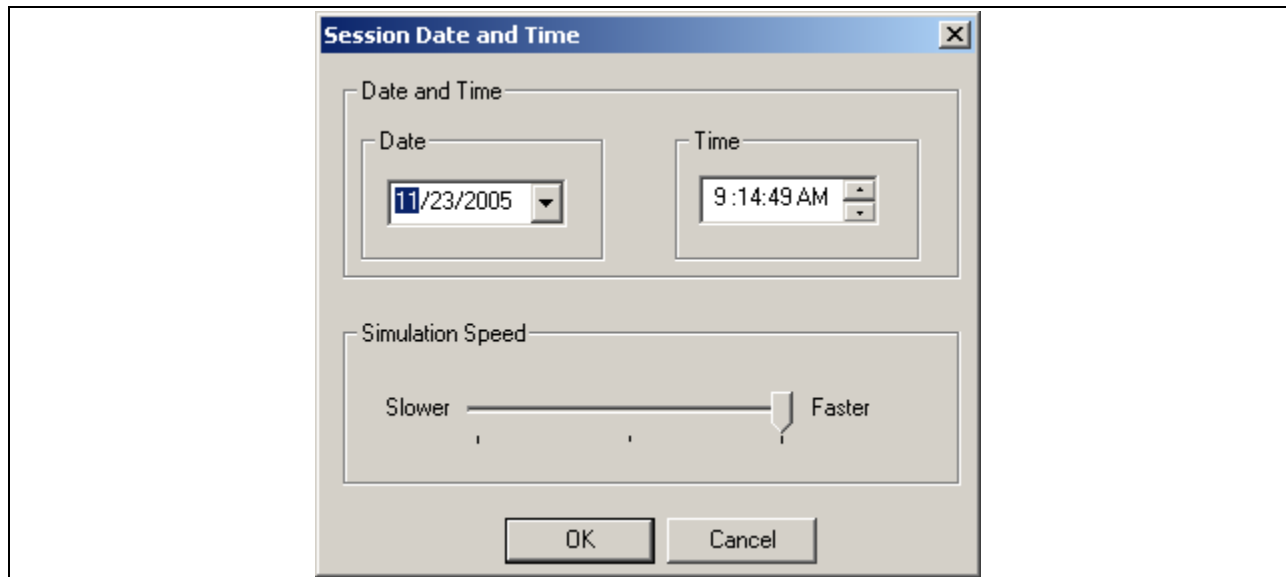 Session Date and Time
Date and Time
Date
Time
11/23/2005
9:14:49 AM
Simulation Speed
Slower
Faster
OK
Cancel